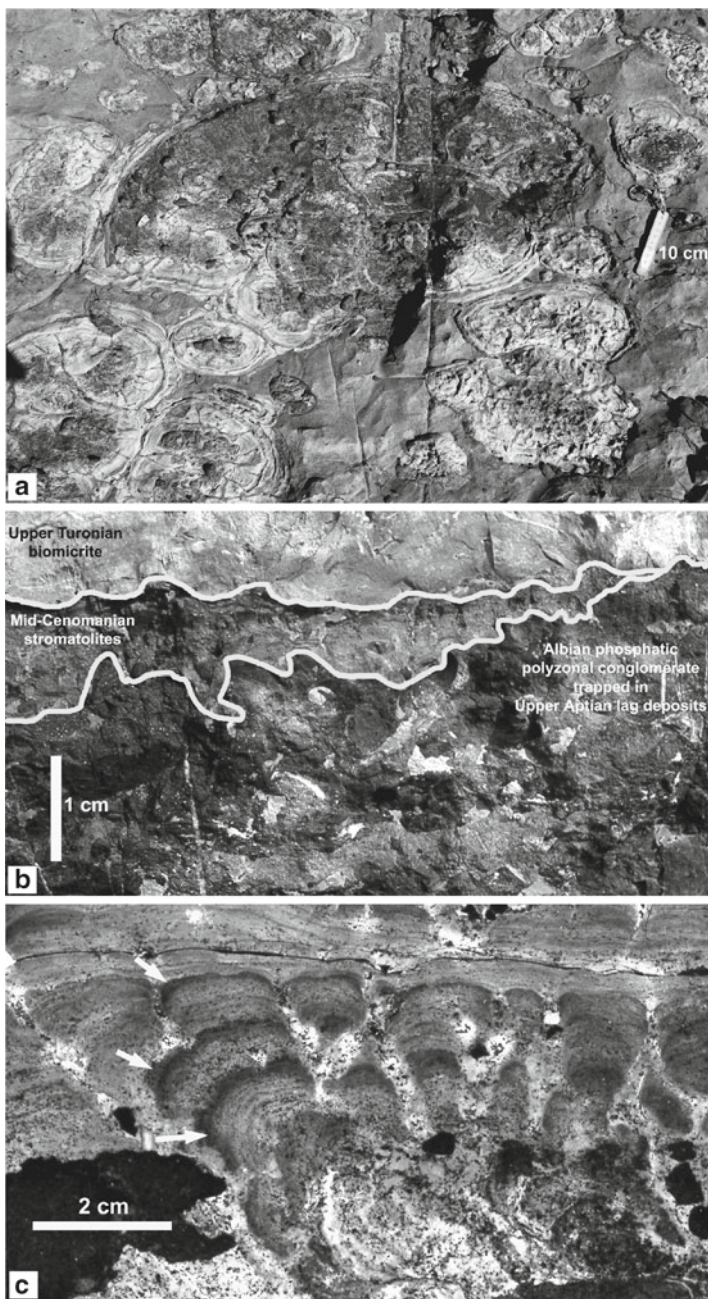 10 cm
a
Upper Turonian
biomicrite
Mid-Cenomanian
stromatolites
Albian phosphatic
polyzonal conglomerate
trapped in
Upper Aptian lag deposits
1 cm
b
2 cm
c